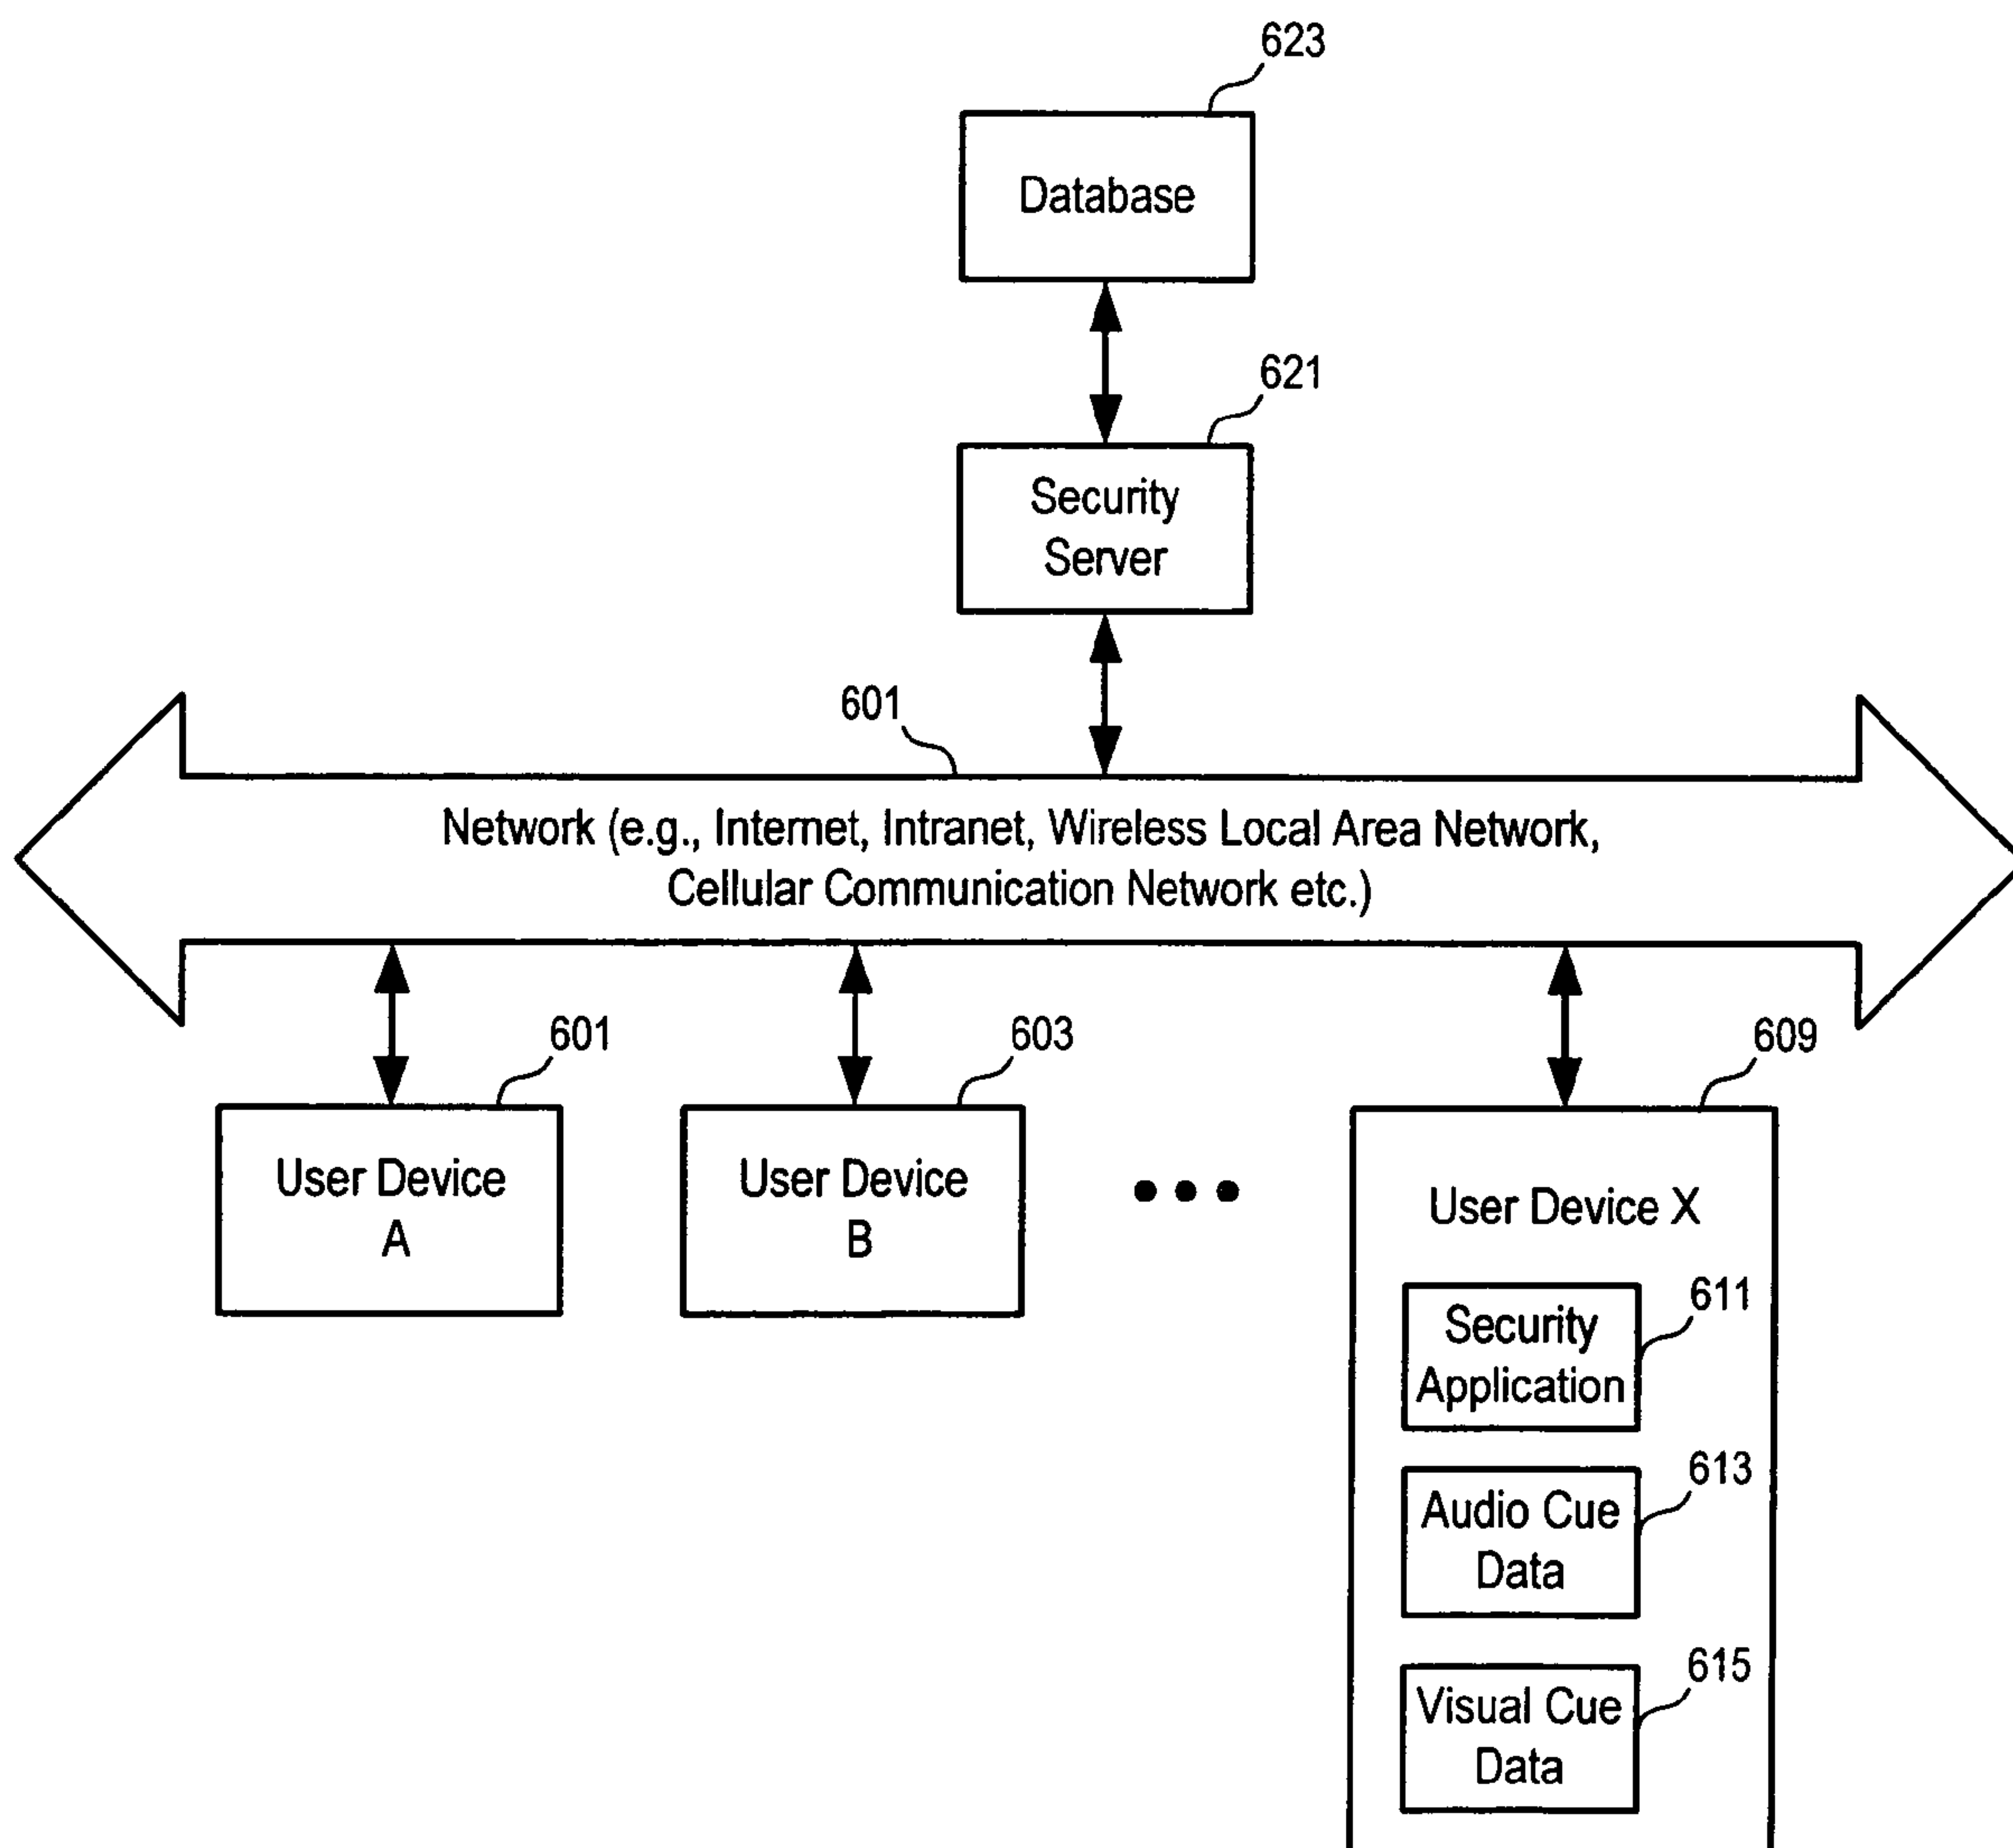 623
Database
621
Security
Server
601
Network (e.g., Internet, Intranet, Wireless Local Area Network,
Cellular Communication Network etc.)
601
603
609
User Device
A
User Device
B
User Device X
611
Security
Application
613
Audio Cue
Data
615
Visual Cue
Data